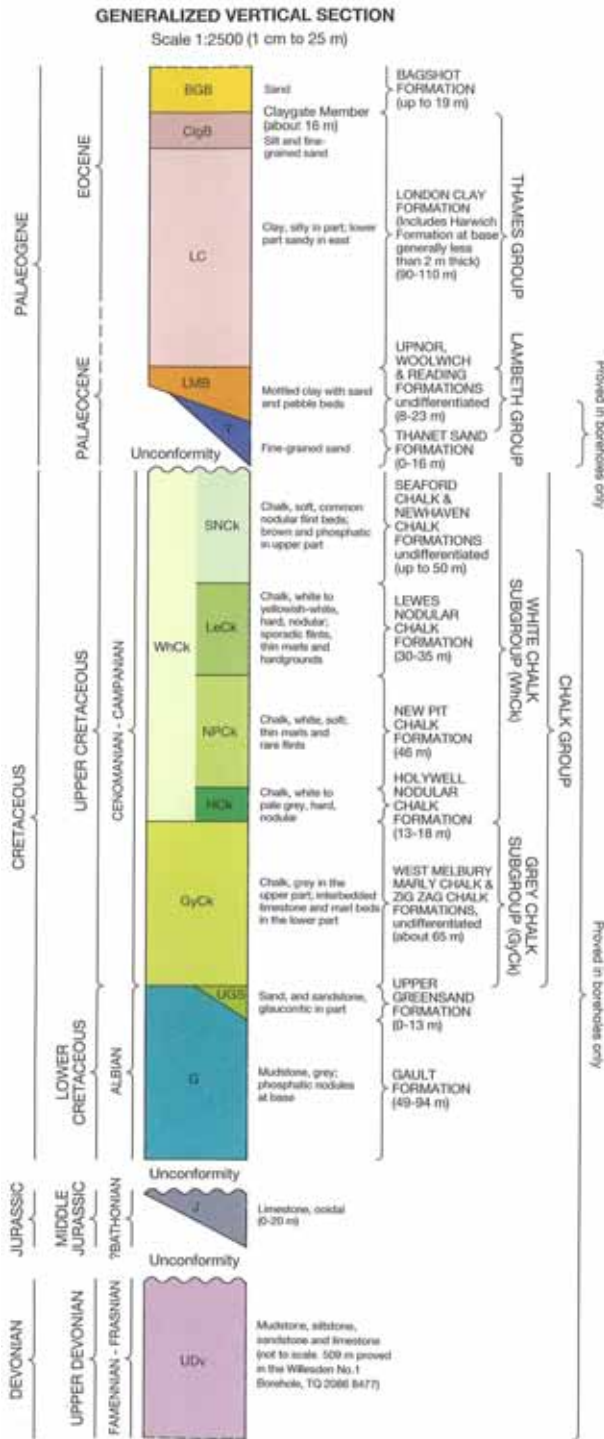 GENERALIZED VERTICAL SECTION
Scale 1:2500 (1 cm to 25 m)
PALAEOGENE
EOCENE
PALAEOCENE
BGB
Sand
BAGSHOT
FORMATION
(up to 19 m)
ClgB
Claygate Member
(about 16 m)
Silt and fine-
grained sand
LC
Clay, silty in part; lower
part sandy in east
LONDON CLAY
FORMATION
(Includes Harwich
Formation at base
generally less
than 2 m thick)
(90-110 m)
THAMES GROUP
LMB
Mottled clay with sand
and pebble beds
UPNOR,
WOOLWICH
& READING
FORMATIONS
undifferentiated
(8-23 m)
LAMBETH GROUP
T
Fine-grained sand
THANET SAND
FORMATION
(0-16 m)
Proved in boreholes only
Unconformity
CRETACEOUS
UPPER CRETACEOUS
CENOMANIAN - CAMPANIAN
WhCk
SNCk
Chalk, soft, common
nodular flint beds;
brown and phosphatic
in upper part
SEAFORD
CHALK &
NEWHAVEN
CHALK
FORMATIONS
undifferentiated
(up to 50 m)
LeCk
Chalk, white to
yellowish-white,
hard, nodular;
sporadic flints,
thin marls and
hardgrounds
LEWES
NODULAR
CHALK
FORMATION
(30-35 m)
NPCk
Chalk, white, soft;
thin marls and
rare flints
NEW PIT
CHALK
FORMATION
(46 m)
HCk
Chalk, white to
pale grey, hard,
nodular
HOLYWELL
NODULAR
CHALK
FORMATION
(13-18 m)
WHITE CHALK
SUBGROUP (WhCk)
CHALK GROUP
GyCk
Chalk, grey in the
upper part, interbedded
limestone and marl beds
in the lower part
WEST MELBURY
MARLY CHALK &
ZIG ZAG CHALK
FORMATIONS,
undifferentiated
(about 65 m)
GREY CHALK
SUBGROUP (GyCk)
Proved in boreholes only
LOWER
CRETACEOUS
ALBIAN
UGS
Sand, and sandstone,
glauconitic in part
UPPER
GREENSAND
FORMATION
(0-13 m)
G
Mudstone, grey;
phosphatic nodules
at base
GAULT
FORMATION
(49-94 m)
Unconformity
JURASSIC
MIDDLE
JURASSIC
?BATHONIAN
J
Limestone, ooidal
(0-20 m)
Unconformity
DEVONIAN
UPPER DEVONIAN
FAMENNIAN - FRASNIAN
UDv
Mudstone, siltstone,
sandstone and limestone
(not to scale. 509 m proved
in the Willesden No.1
Borehole, TQ 2086 8477)